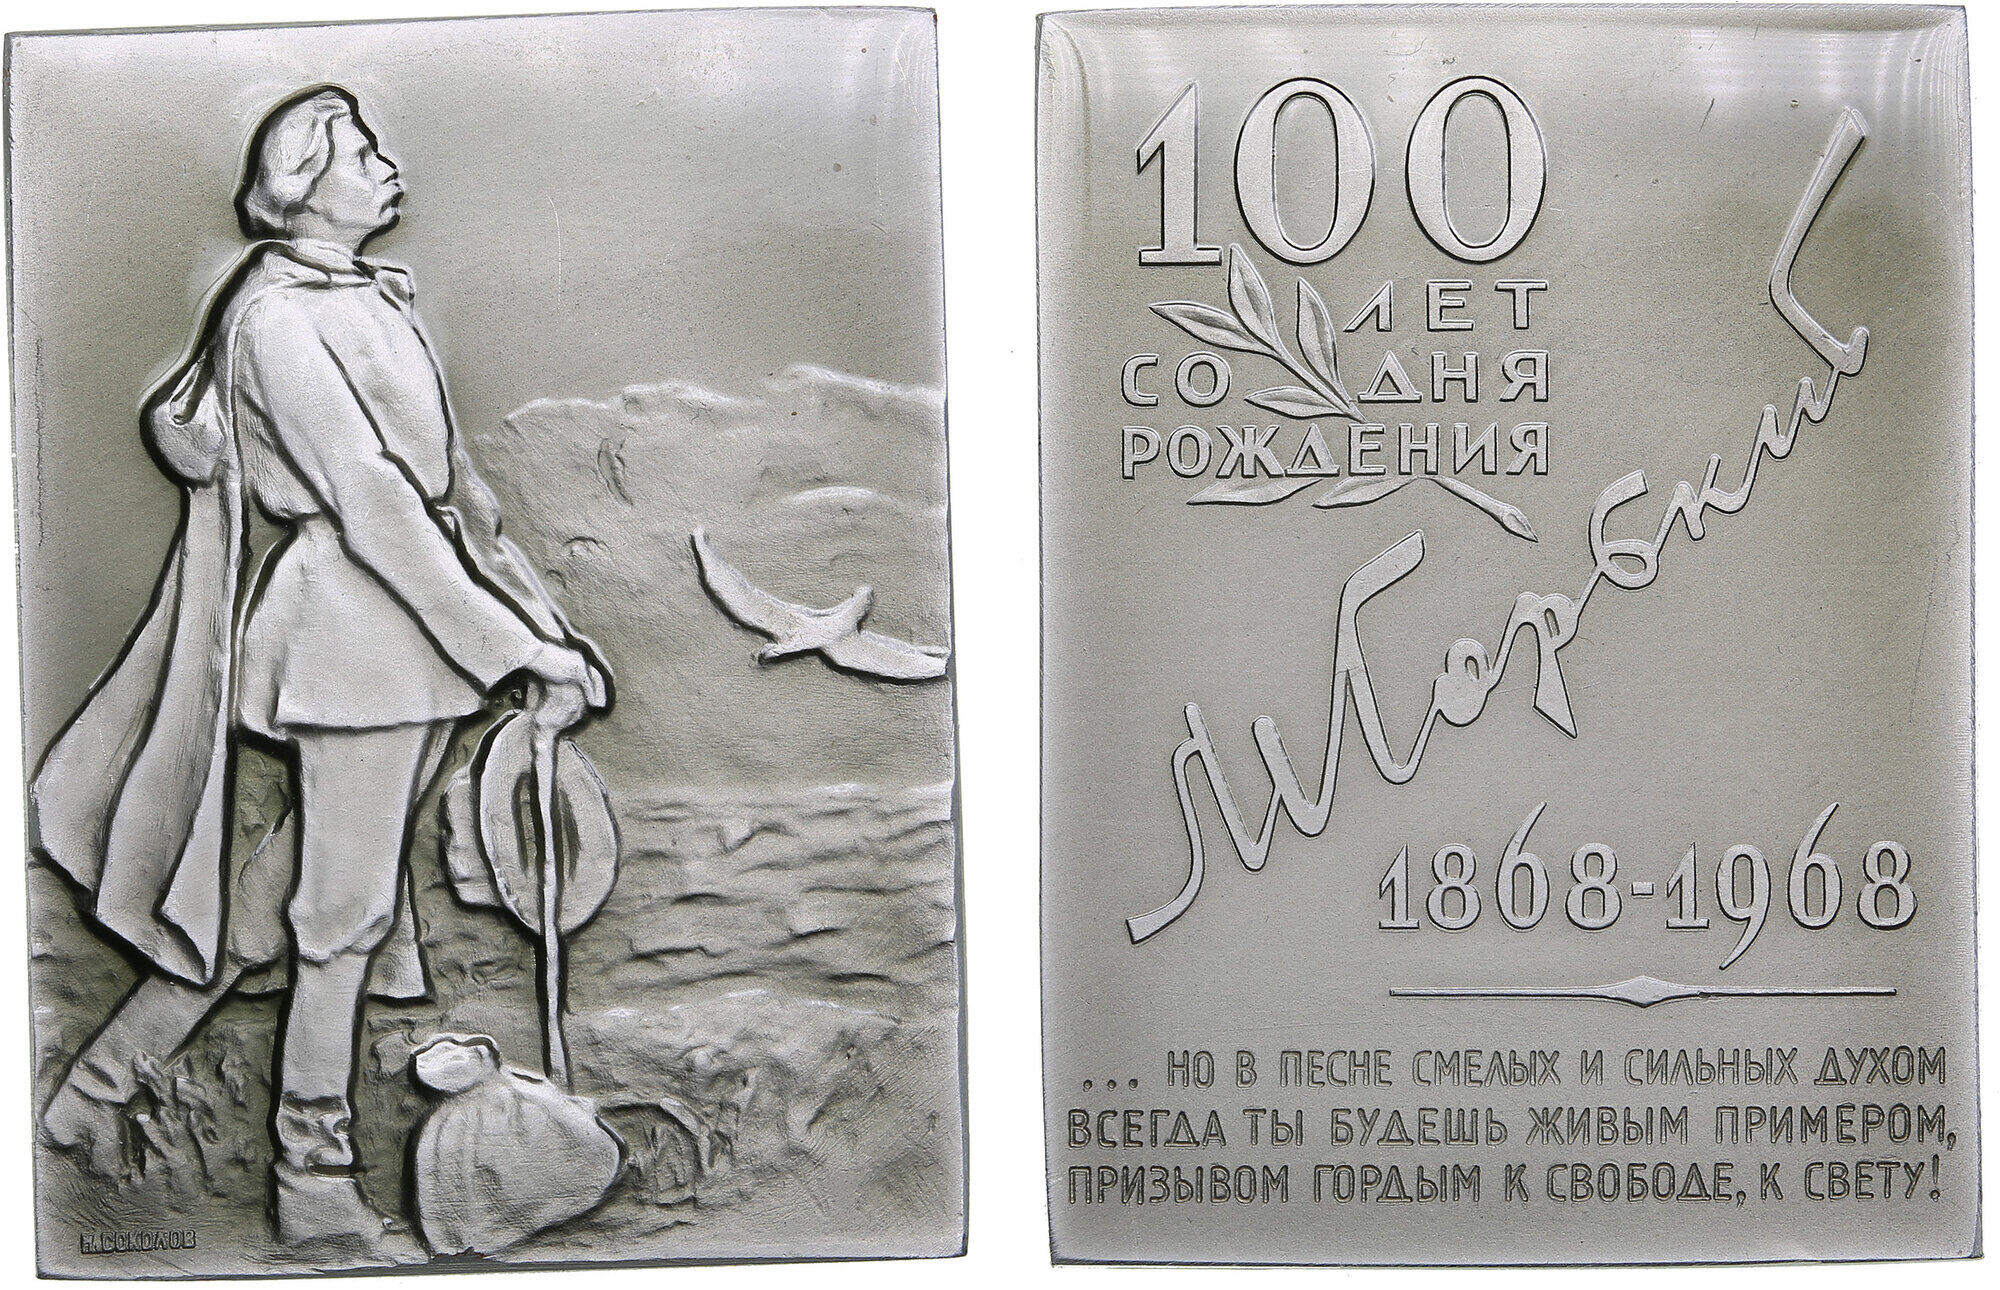 Н. СОКОЛОВ
100
ЛЕТ
СО ДНЯ
РОЖДЕНИЯ
М Горький
1868-1968
... НО В ПЕСНЕ СМЕЛЫХ И СИЛЬНЫХ ДУХОМ
ВСЕГДА ТЫ БУДЕШЬ ЖИВЫМ ПРИМЕРОМ,
ПРИЗЫВОМ ГОРДЫМ К СВОБОДЕ, К СВЕТУ!